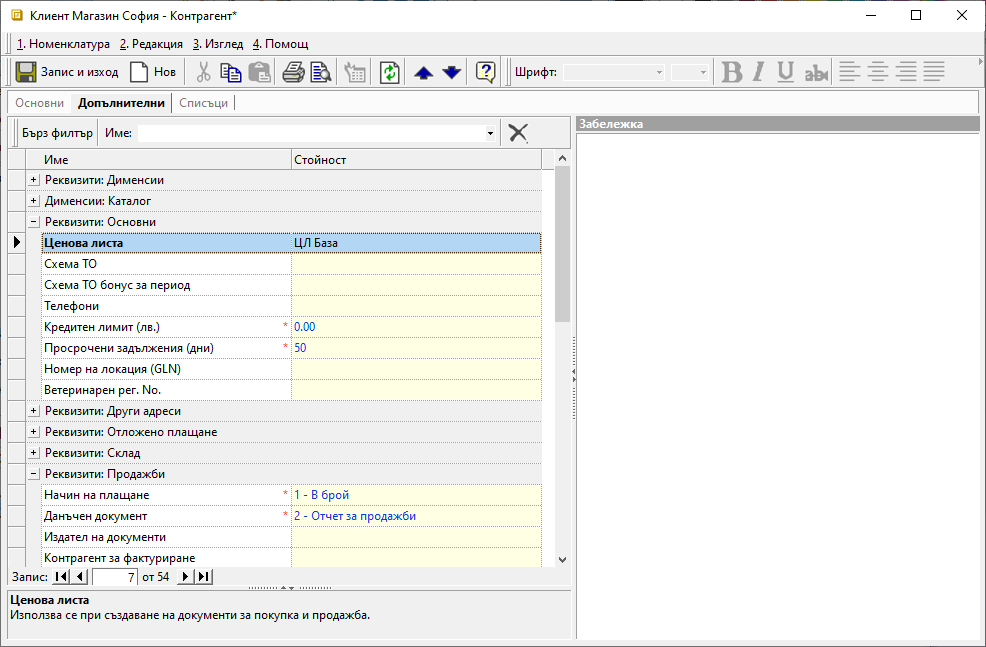 Клиент Магазин София - Контрагент*
1. Номенклатура 2. Редакция 3. Изглед 4. Помощ
Запис и изход Нов Шрифт: B I U abc
Основни Допълнителни Списъци
Бърз филтър Име:
Забележка
Име Стойност
Реквизити: Дименсии
Дименсии: Каталог
Реквизити: Основни
Ценова листа ЦЛ База
Схема ТО
Схема ТО бонус за период
Телефони
Кредитен лимит (лв.) * 0.00
Просрочени задължения (дни) * 50
Номер на локация (GLN)
Ветеринарен рег. No.
Реквизити: Други адреси
Реквизити: Отложено плащане
Реквизити: Склад
Реквизити: Продажби
Начин на плащане * 1 - В брой
Данъчен документ * 2 - Отчет за продажби
Издател на документи
Контрагент за фактуриране
Запис: 7 от 54
Ценова листа
Използва се при създаване на документи за покупка и продажба.